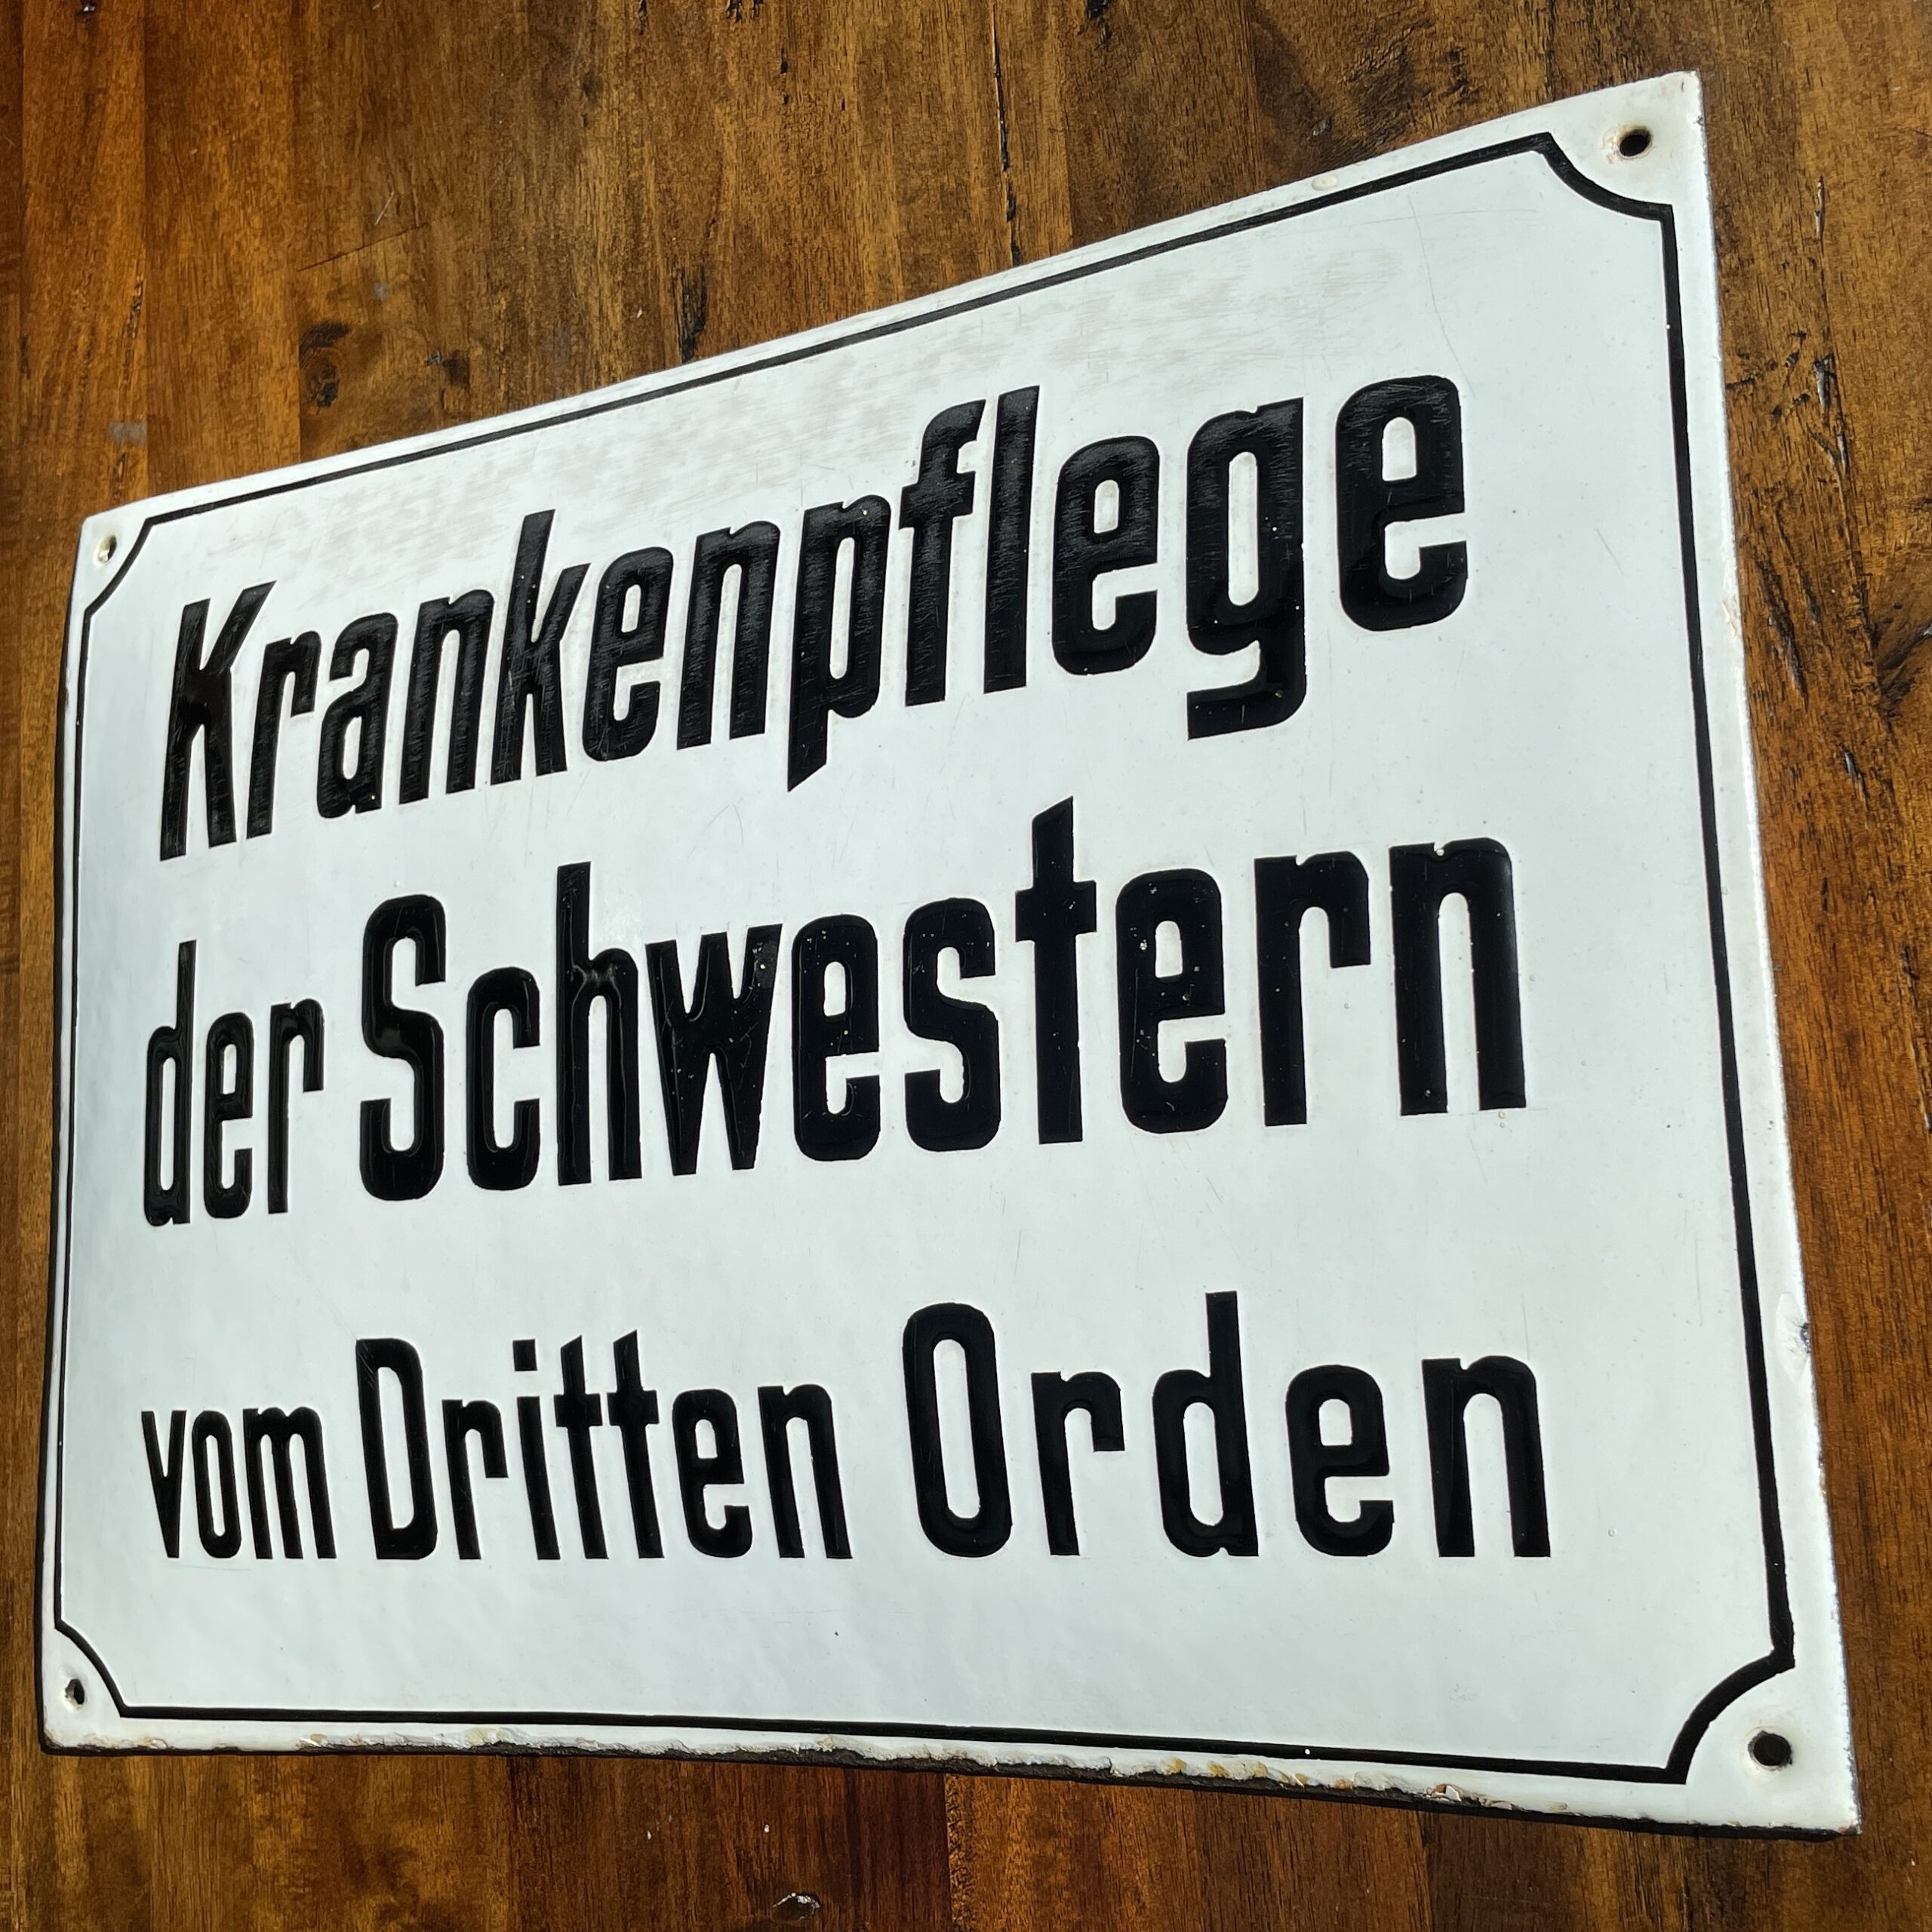 Krankenpflege
der Schwestern
vom Dritten Orden